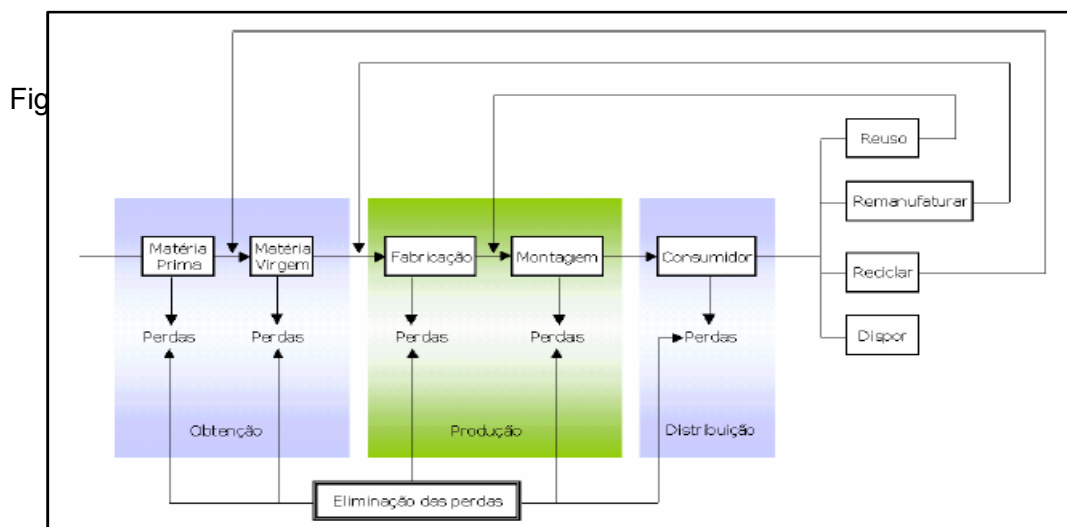 Fig
Reuso
Remanufaturar
Matéria
Prima
Matéria
Virgem
Fabricação
Montagem
Consumidor
Reciclar
Perdas
Perdas
Perdas
Perdas
Perdas
Dispor
Obtenção
Produção
Distribuição
Eliminação das perdas